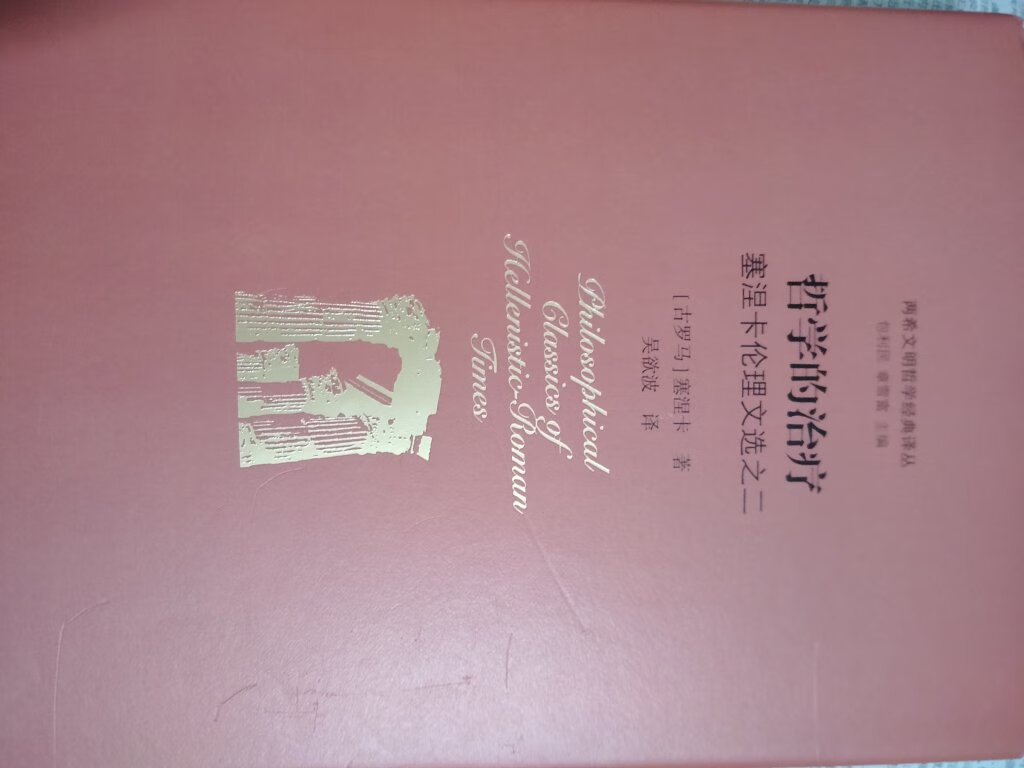 两希文明哲学经典译丛
包利民 章雪富 主编
哲学的治疗
塞涅卡伦理文选之二
[古罗马]塞涅卡 著
吴欲波 译
Philosophical
Classics of
Hellenistic-Roman
Times